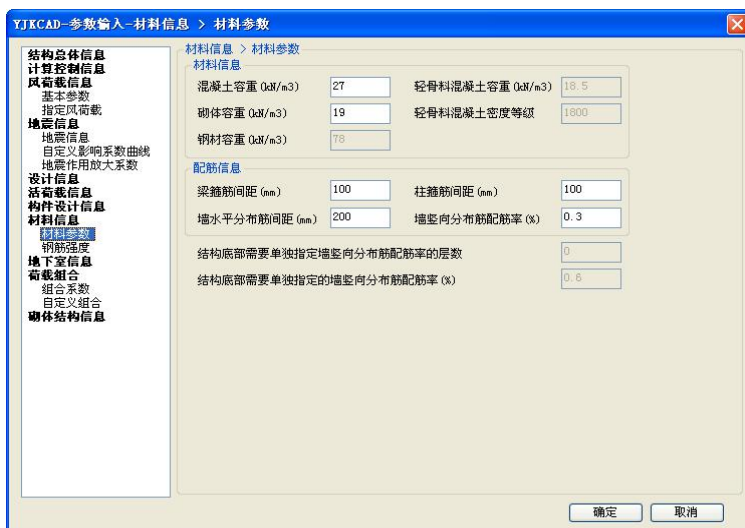 YJKCAD-参数输入-材料信息 > 材料参数
结构总体信息
计算控制信息
风荷载信息
基本参数
指定风荷载
地震信息
地震信息
自定义影响系数曲线
地震作用放大系数
设计信息
活荷载信息
构件设计信息
材料信息
材料参数
钢筋强度
地下室信息
荷载组合
组合系数
自定义组合
砌体结构信息
材料信息 > 材料参数
材料信息
混凝土容重(kN/m3) 27 轻骨料混凝土容重(kN/m3) 18.5
砌体容重(kN/m3) 19 轻骨料混凝土密度等级 1800
钢材容重(kN/m3) 78
配筋信息
梁箍筋间距(mm) 100 柱箍筋间距(mm) 100
墙水平分布筋间距(mm) 200 墙竖向分布筋配筋率(%) 0.3
结构底部需要单独指定墙竖向分布筋配筋率的层数 0
结构底部需要单独指定的墙竖向分布筋配筋率(%) 0.6
确定 取消